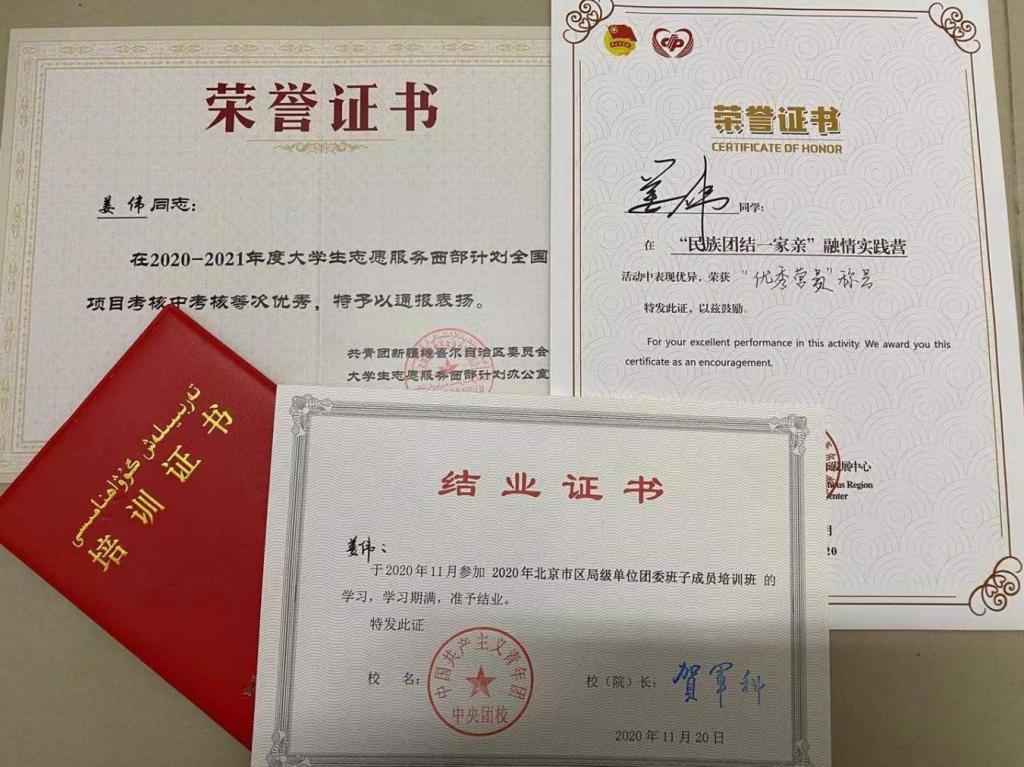 荣誉证书
姜 伟 同志：
在2020-2021年度大学生志愿服务西部计划全国
项目考核中考核等次优秀，特予以通报表扬。
共青团新疆维吾尔自治区委员会
大学生志愿服务西部计划办公室
荣誉证书
CERTIFICATE OF HONOR
姜伟 同学：
在 “民族团结一家亲”融情实践营
活动中表现优异，荣获 “优秀营员”称号
特发此证，以兹鼓励。
For your excellent performance in this activity. We award you this
certificate as an encouragement.
发展中心
Region
enter
月
20
تەربىيىلەش گۇۋاھنامىسى
培训证书
结业证书
姜伟：
于2020年11月参加 2020年北京市区局级单位团委班子成员培训班 的
学习，学习期满，准予结业。
特发此证
校 名：
中国共产主义青年团
中央团校
校（院）长： 贺军科
2020年11月20日